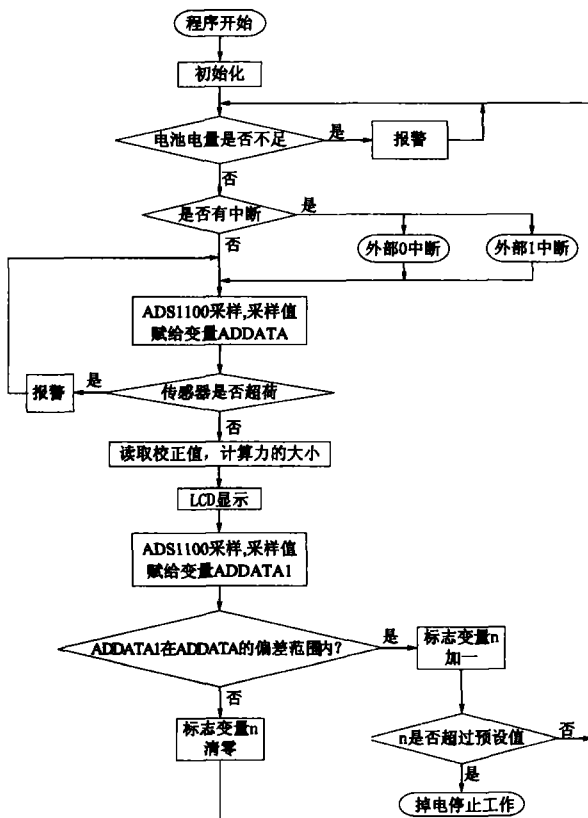 程序开始
初始化
电池电量是否不足
是
报警
否
是否有中断
是
否
外部0中断
外部1中断
ADS1100采样,采样值
赋给变量ADDATA
报警
是
传感器是否超荷
否
读取校正值，计算力的大小
LCD显示
ADS1100采样,采样值
赋给变量ADDATA1
ADDATA1在ADDATA的偏差范围内?
是
标志变量n
加一
否
标志变量n
清零
n是否超过预设值
否
是
掉电停止工作